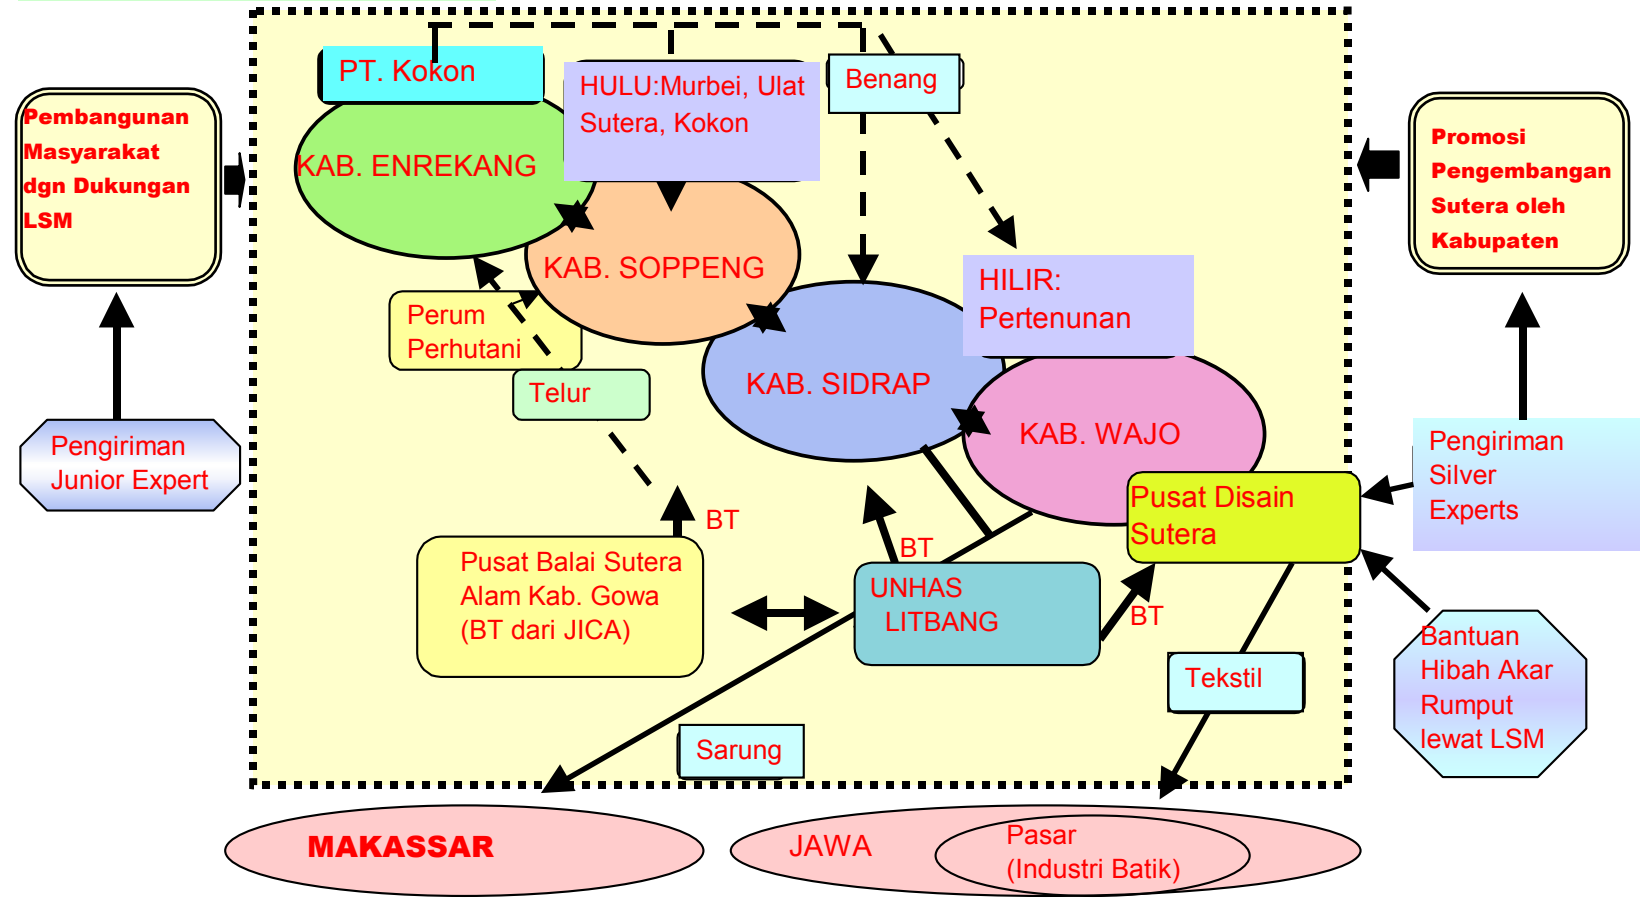 PT. Kokon
HULU:Murbei, Ulat
Sutera, Kokon
Benang
Pembangunan
Masyarakat
dgn Dukungan
LSM
Promosi
Pengembangan
Sutera oleh
Kabupaten
KAB. ENREKANG
KAB. SOPPENG
HILIR:
Pertenunan
Perum
Perhutani
Telur
KAB. SIDRAP
KAB. WAJO
Pengiriman
Junior Expert
Pengiriman
Silver
Experts
Pusat Disain
Sutera
BT
BT
BT
Pusat Balai Sutera
Alam Kab. Gowa
(BT dari JICA)
UNHAS
LITBANG
Bantuan
Hibah Akar
Rumput
lewat LSM
Tekstil
Sarung
MAKASSAR
JAWA
Pasar
(Industri Batik)